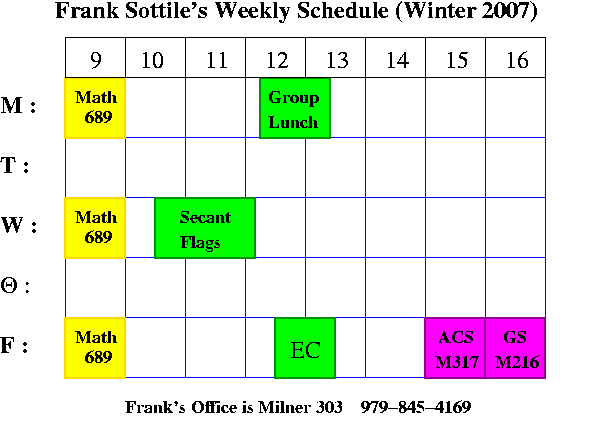 Frank Sottile's Weekly Schedule (Winter 2007)
9 10 11 12 13 14 15 16
M : Math Group
689 Lunch
T :
W : Math Secant
689 Flags
Θ :
F : Math EC ACS GS
689 M317 M216
Frank's Office is Milner 303 979–845–4169